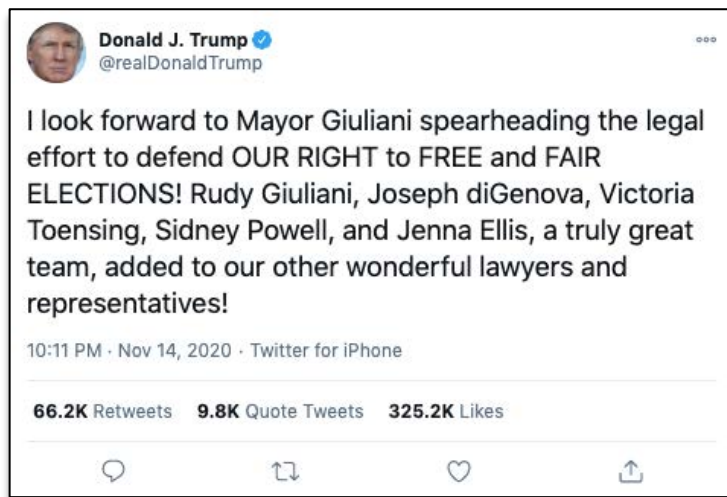 Donald J. Trump
@realDonaldTrump
I look forward to Mayor Giuliani spearheading the legal
effort to defend OUR RIGHT to FREE and FAIR
ELECTIONS! Rudy Giuliani, Joseph diGenova, Victoria
Toensing, Sidney Powell, and Jenna Ellis, a truly great
team, added to our other wonderful lawyers and
representatives!
10:11 PM · Nov 14, 2020 · Twitter for iPhone
66.2K Retweets 9.8K Quote Tweets 325.2K Likes